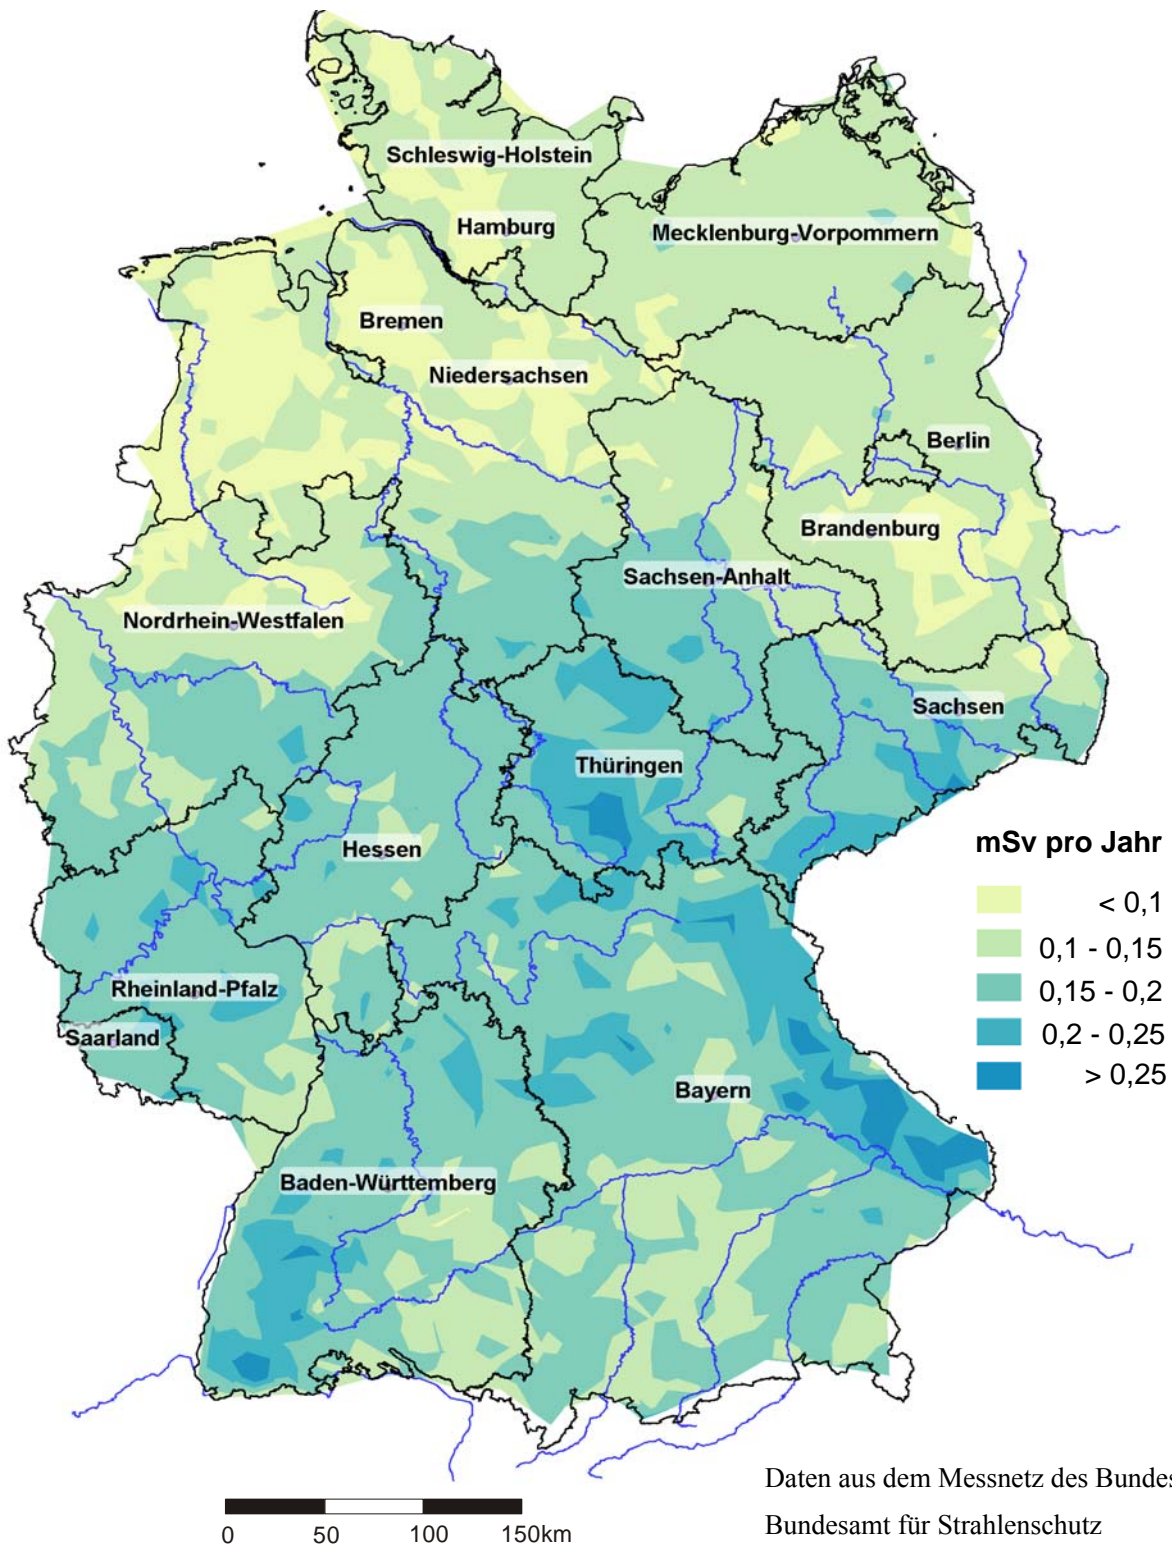 Schleswig-Holstein
Hamburg
Mecklenburg-Vorpommern
Bremen
Niedersachsen
Berlin
Brandenburg
Sachsen-Anhalt
Nordrhein-Westfalen
Sachsen
Thüringen
Hessen
Rheinland-Pfalz
Saarland
Bayern
Baden-Württemberg
mSv pro Jahr
< 0,1
0,1 - 0,15
0,15 - 0,2
0,2 - 0,25
> 0,25
0 50 100 150km
Daten aus dem Messnetz des Bundes
Bundesamt für Strahlenschutz